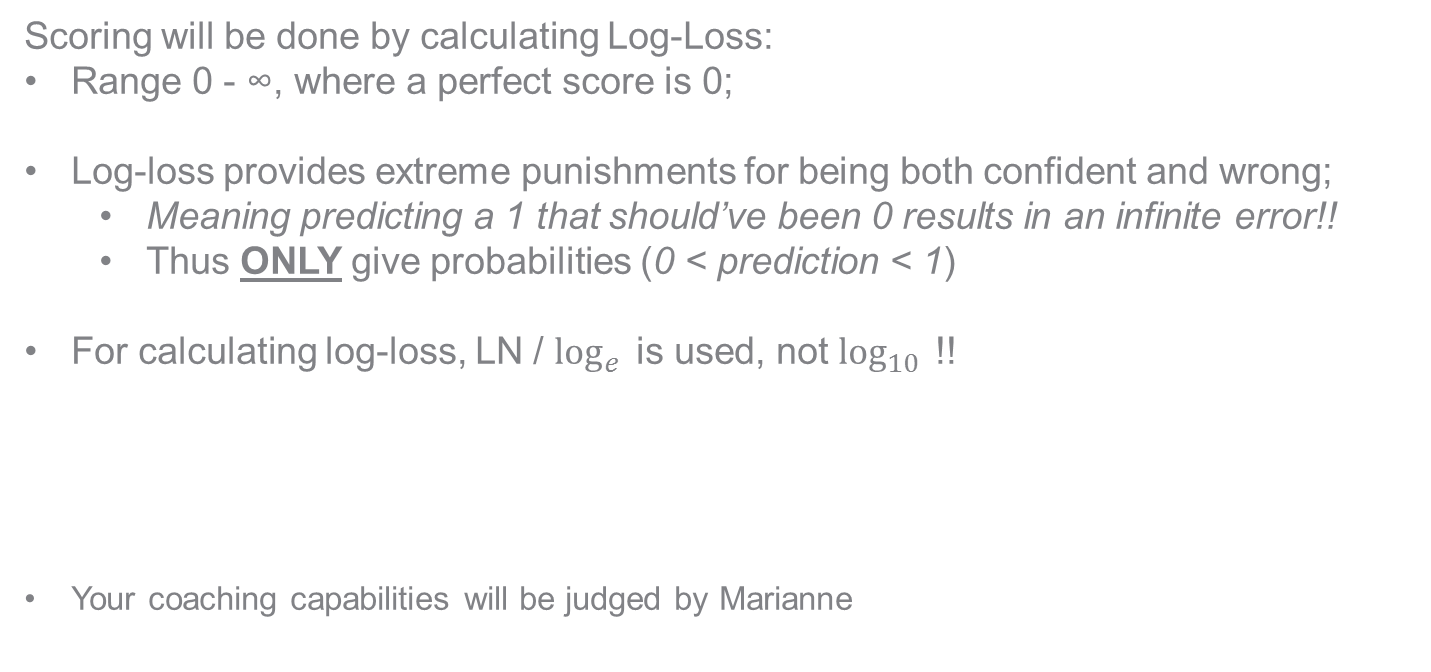 Scoring will be done by calculating Log-Loss:
• Range 0 - ∞, where a perfect score is 0;
• Log-loss provides extreme punishments for being both confident and wrong;
• Meaning predicting a 1 that should’ve been 0 results in an infinite error!!
• Thus ONLY give probabilities (0 < prediction < 1)
• For calculating log-loss, LN / logₑ is used, not log₁₀ !!
• Your coaching capabilities will be judged by Marianne